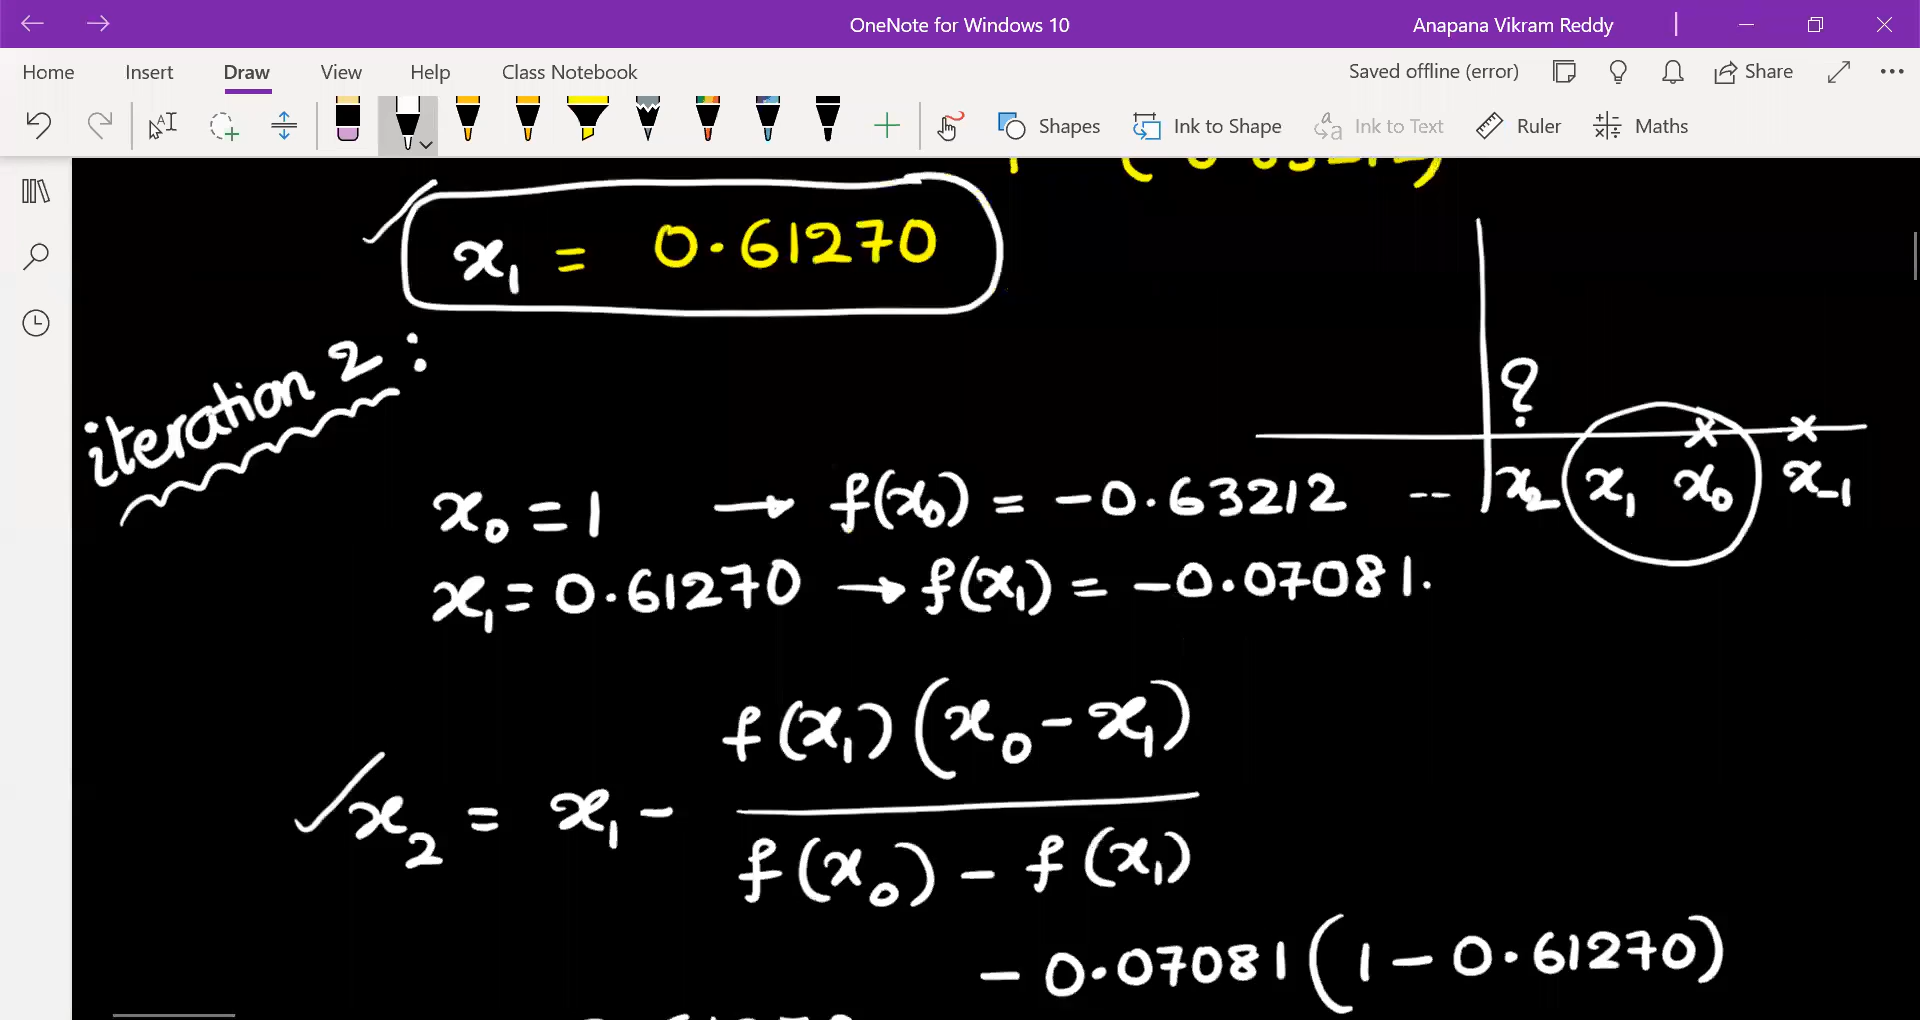 OneNote for Windows 10
Anapana Vikram Reddy
Home Insert Draw View Help Class Notebook
Saved offline (error) Share
Shapes Ink to Shape Ink to Text Ruler Maths
x₁ = 0.61270
iteration 2 :
?
x₂ x₁ x₀ x₋₁
x₀ = 1 → f(x₀) = -0.63212 --
x₁ = 0.61270 → f(x₁) = -0.07081.
f(x₁) (x₀ - x₁)
✓x₂ = x₁ -
f(x₀) - f(x₁)
- 0.07081 (1 - 0.61270)